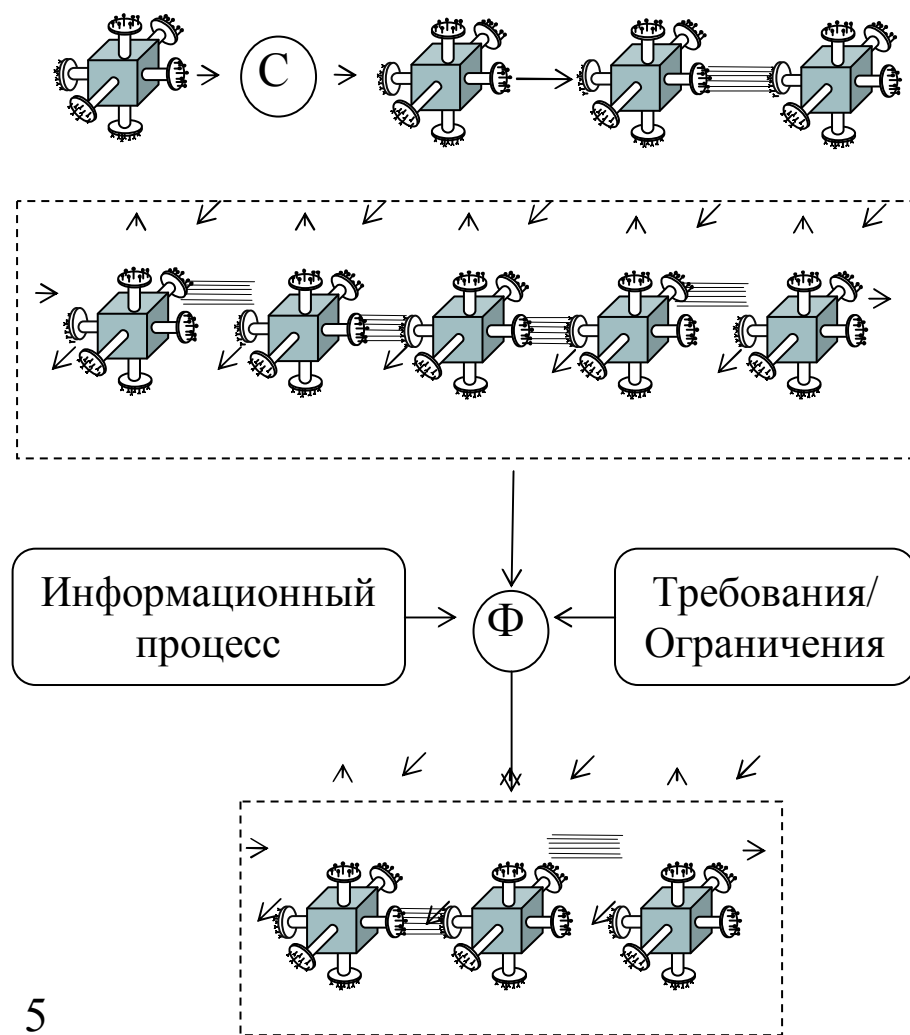 С
Информационный
процесс
Ф
Требования/
Ограничения
5